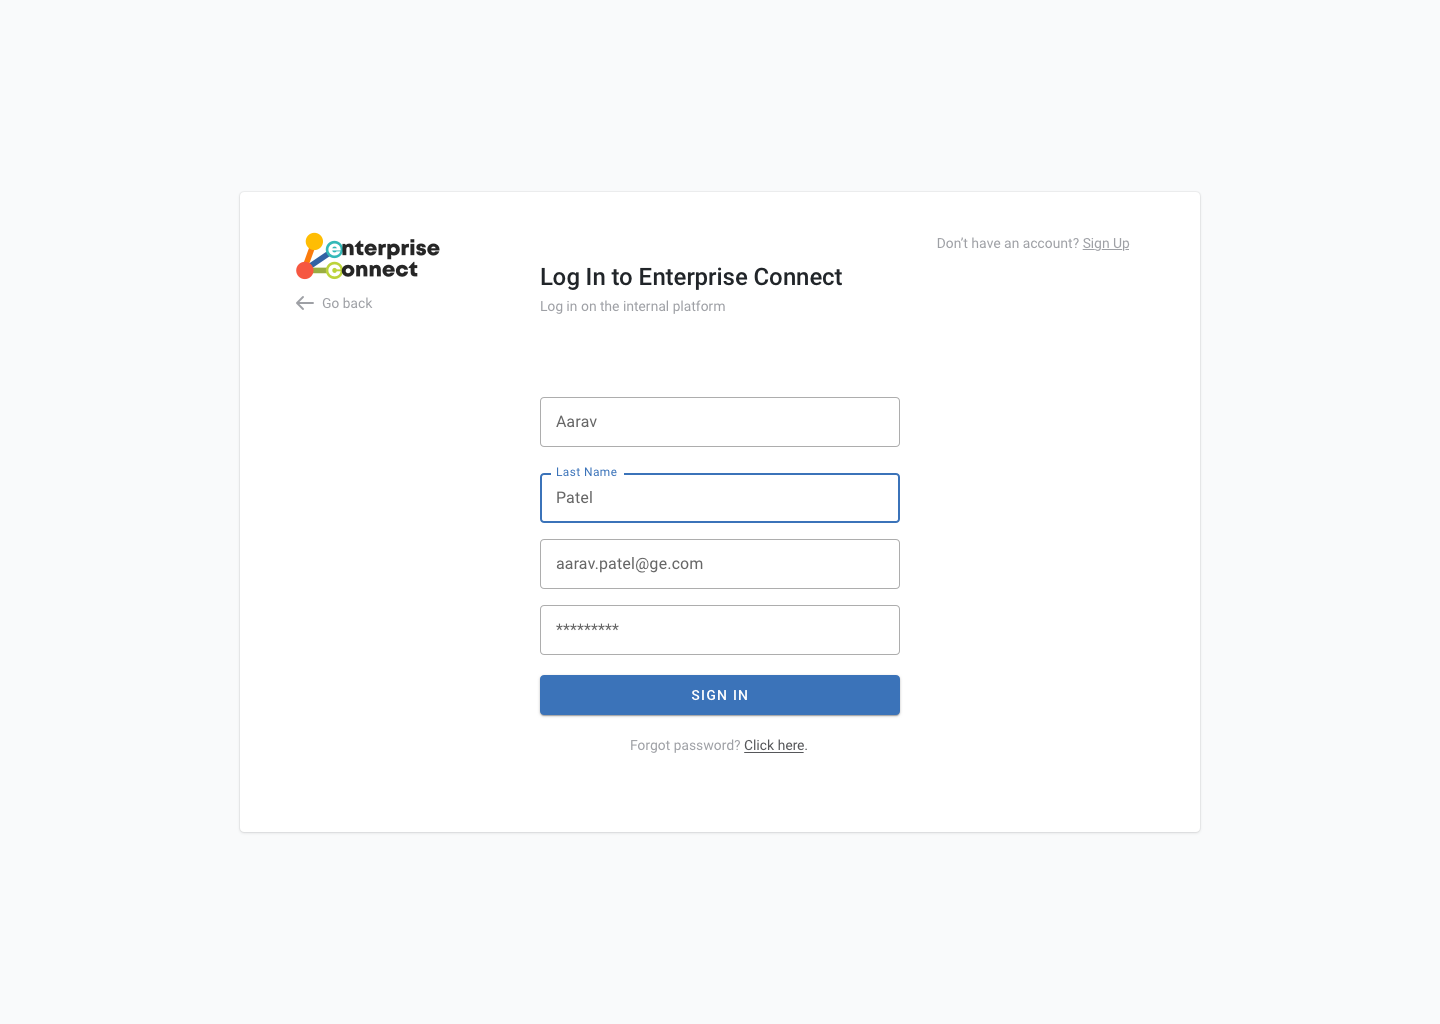 enterprise
connect
Go back
Don't have an account? Sign Up
Log In to Enterprise Connect
Log in on the internal platform
Aarav
Last Name
Patel
aarav.patel@ge.com
*********
SIGN IN
Forgot password? Click here.